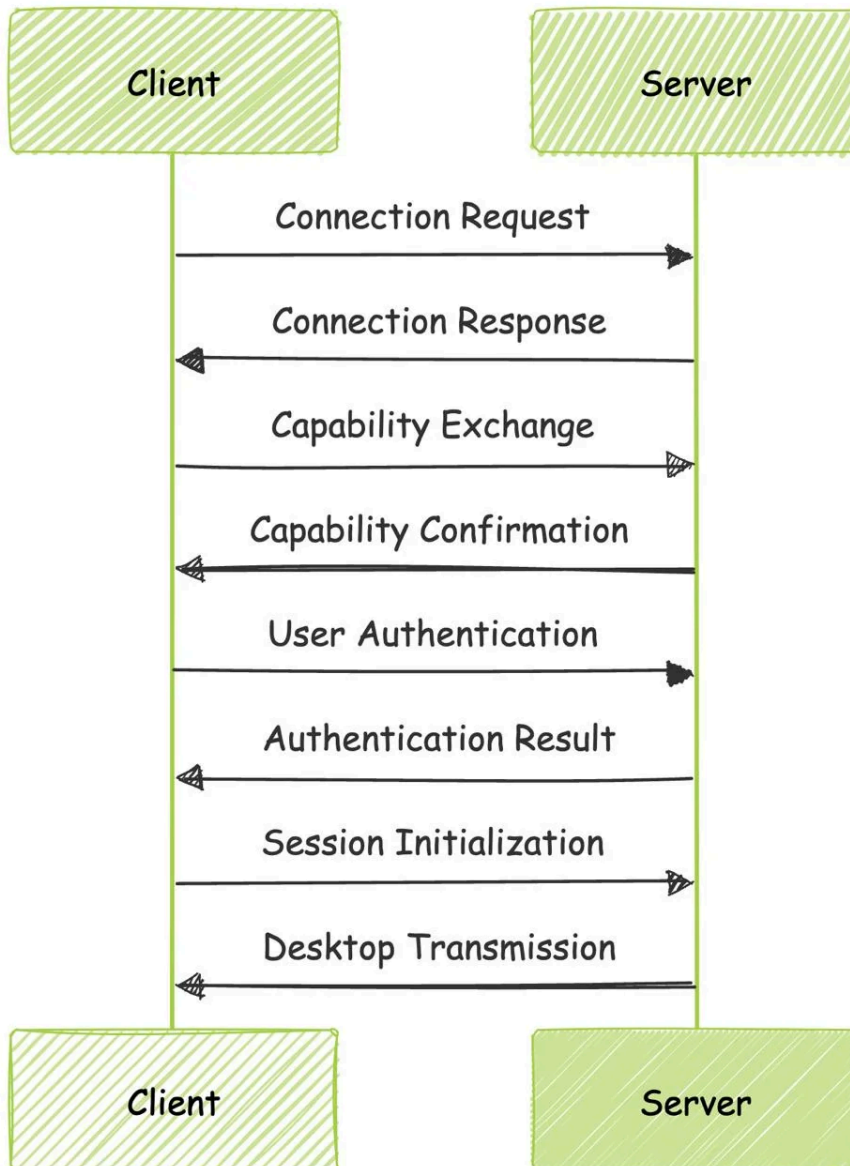 Client
Server
Connection Request
Connection Response
Capability Exchange
Capability Confirmation
User Authentication
Authentication Result
Session Initialization
Desktop Transmission
Client
Server